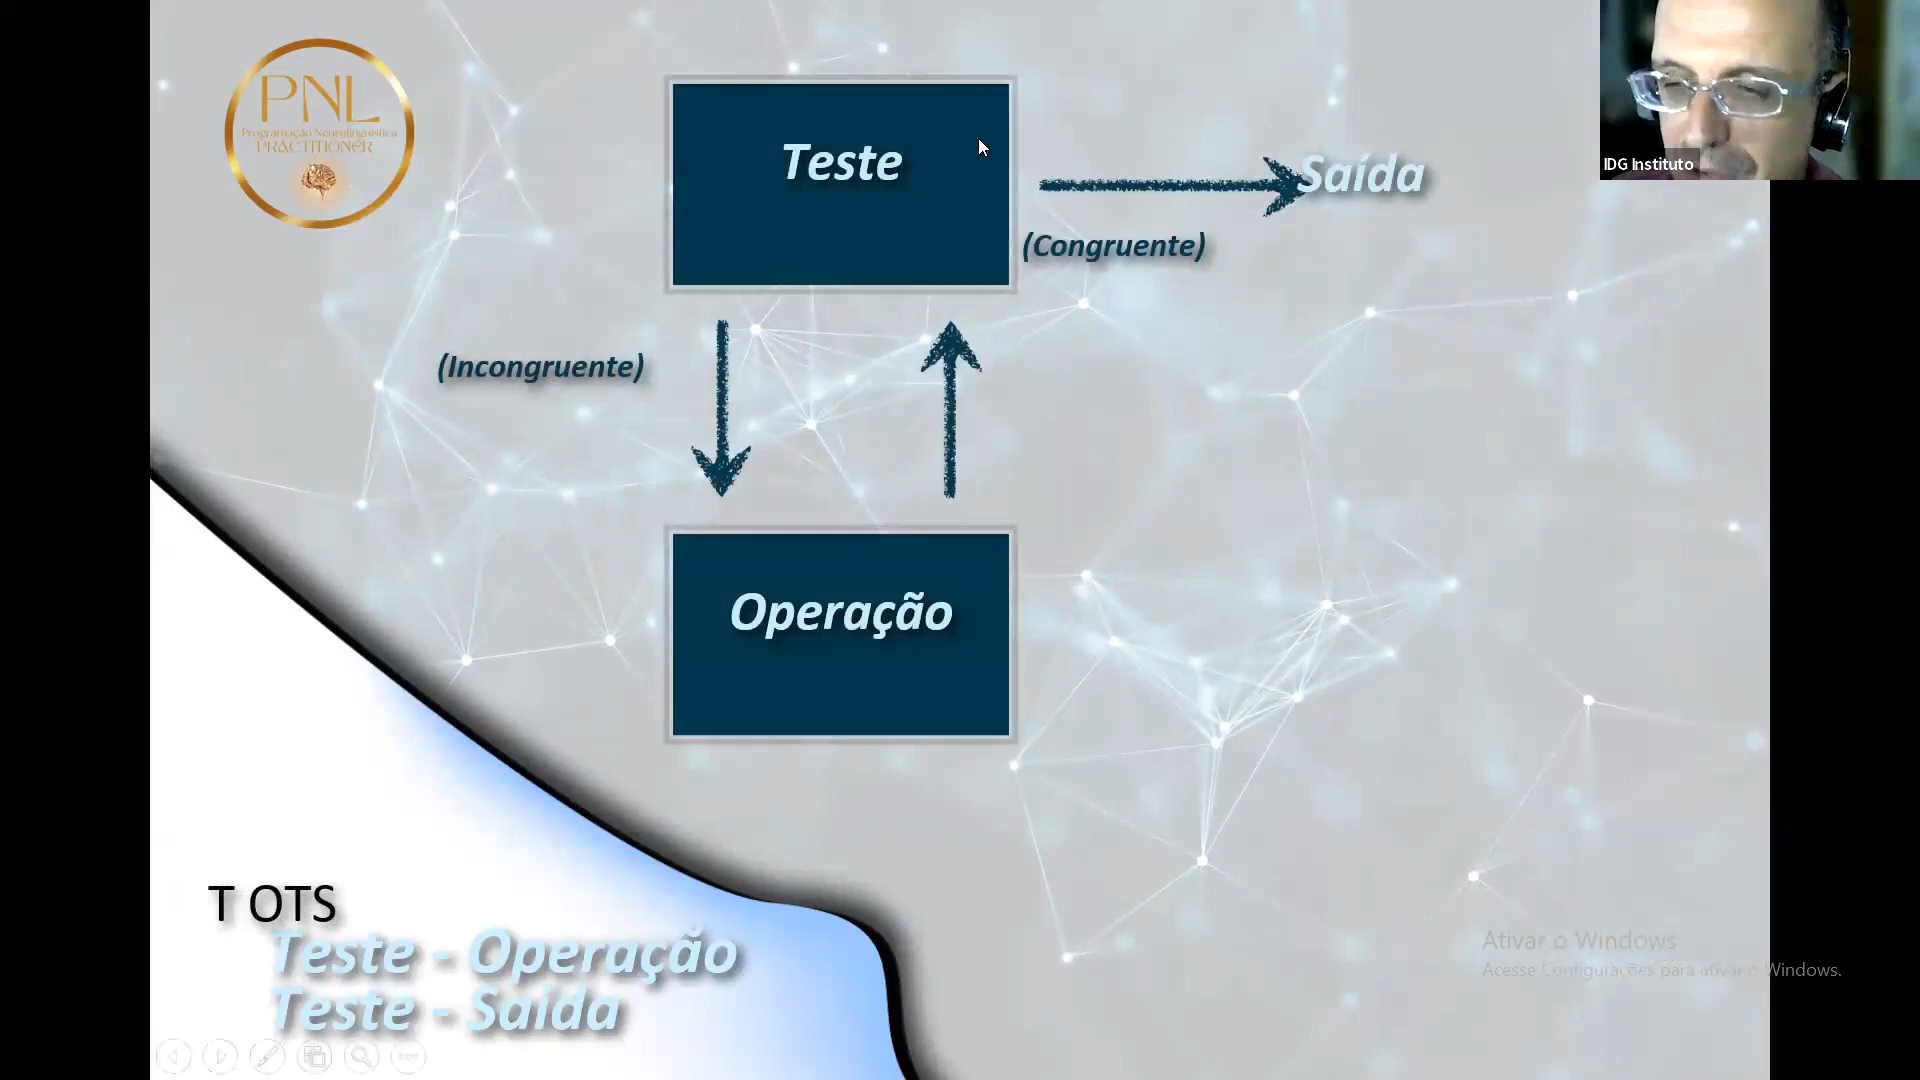 PNL
Programação Neurolinguística
PRACTITIONER
Teste
Saída
IDG Instituto
(Congruente)
(Incongruente)
Operação
T OTS
Teste - Operação
Teste - Saída
Ativar o Windows
Acesse Configurações para ativar o Windows.